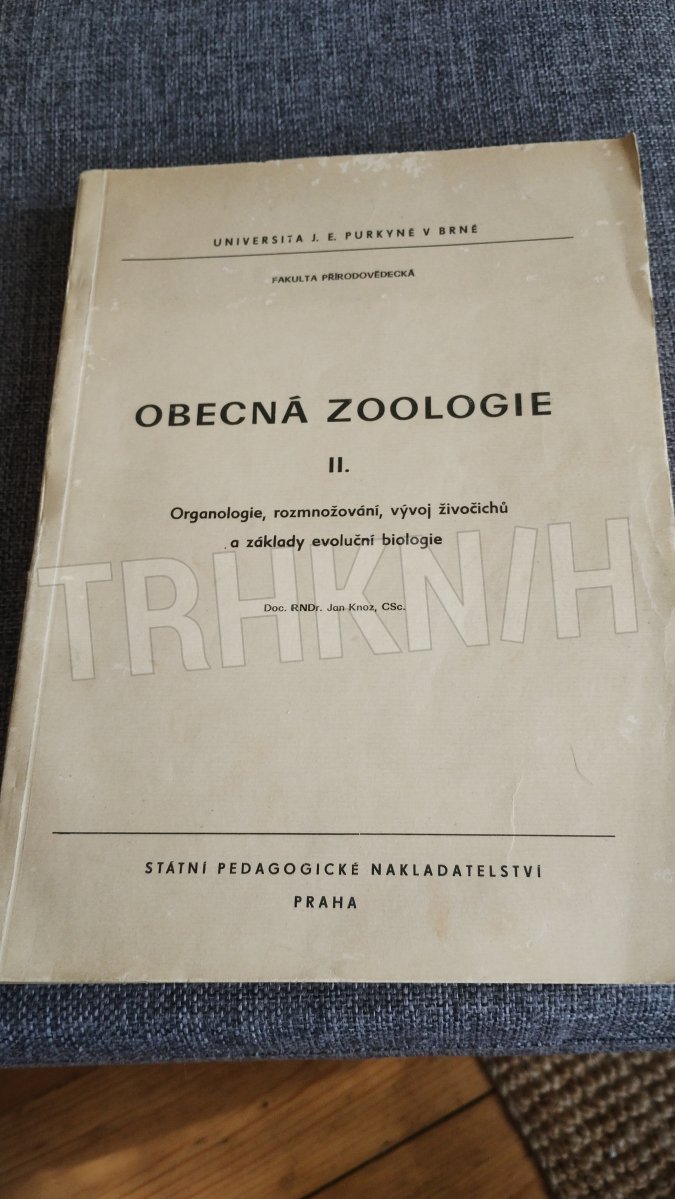 UNIVERSITA J. E. PURKYNĚ V BRNĚ
FAKULTA PŘÍRODOVĚDECKÁ
OBECNÁ ZOOLOGIE
II.
Organologie, rozmnožování, vývoj živočichů
a základy evoluční biologie
TRHKNIH
Doc. RNDr. Jan Knoz, CSc.
STÁTNÍ PEDAGOGICKÉ NAKLADATELSTVÍ
PRAHA